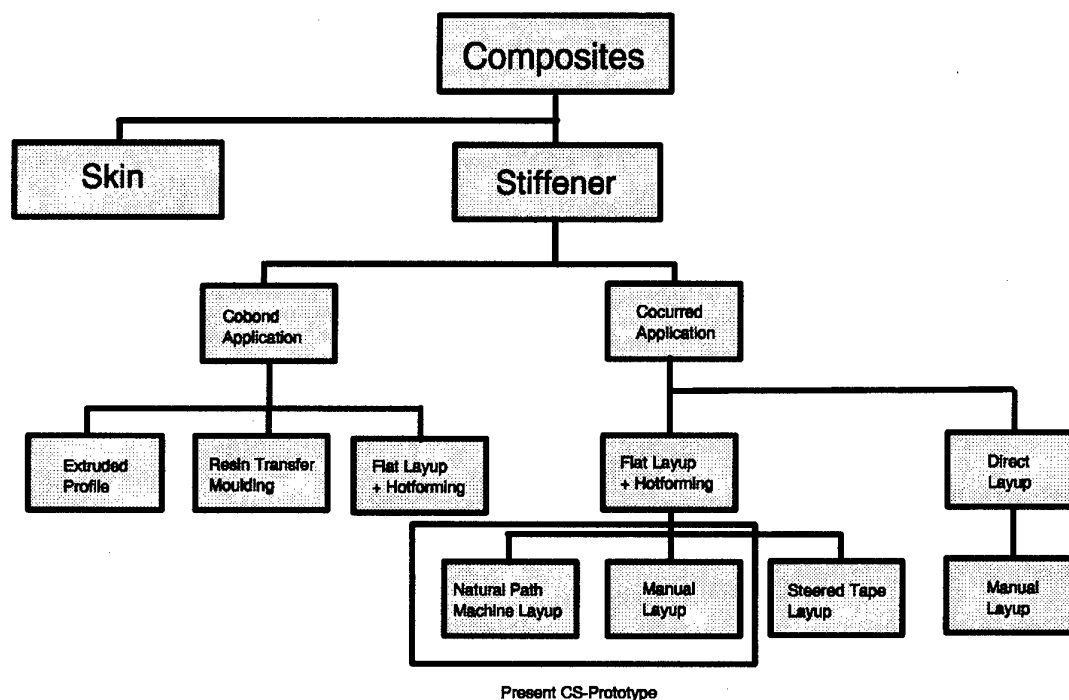 Composites
Skin
Stiffener
Cobond
Application
Cocurred
Application
Extruded
Profile
Resin Transfer
Moulding
Flat Layup
+ Hotforming
Flat Layup
+ Hotforming
Direct
Layup
Natural Path
Machine Layup
Manual
Layup
Steered Tape
Layup
Manual
Layup
Present CS-Prototype